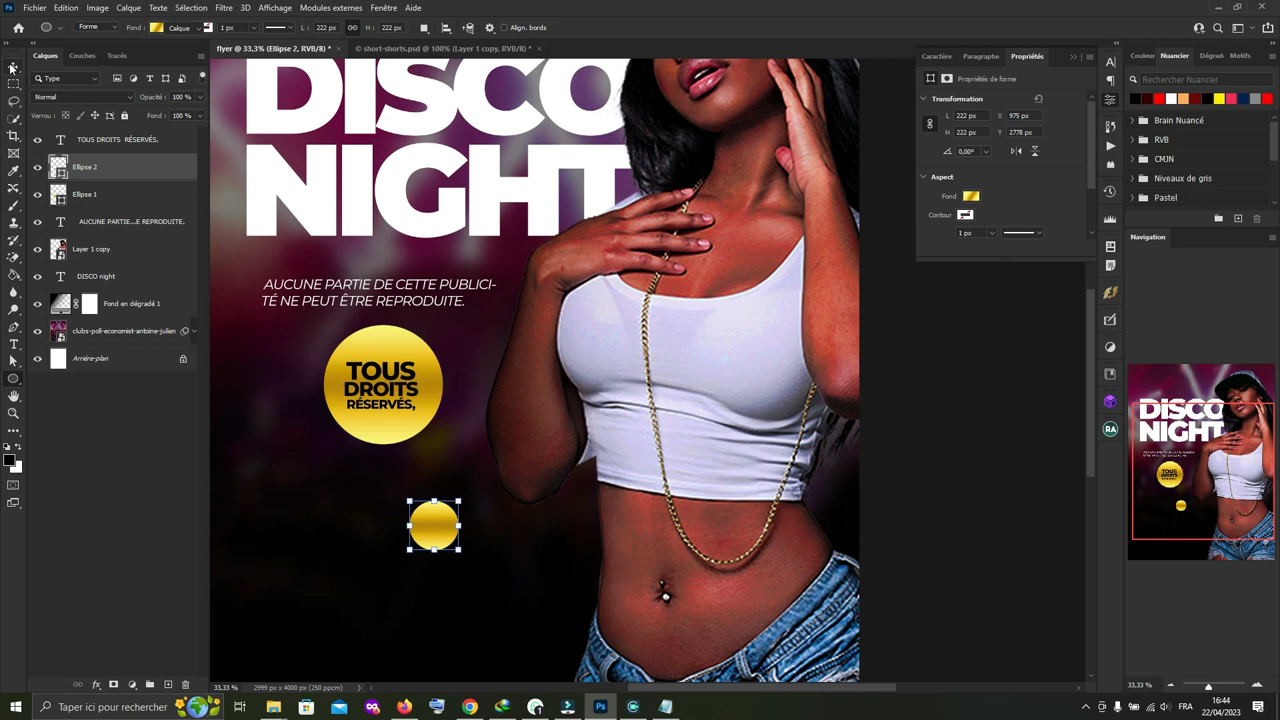 Fichier Edition Image Calque Texte Sélection Filtre 3D Affichage Modules externes Fenêtre Aide
Forme Fond : Calque 1 px L : 222 px H : 222 px Align. bords
flyer @ 33,3% (Ellipse 2, RVB/8) * × © short-shorts.psd @ 100% (Layer 1 copy, RVB/8) * ×
Calques Couches Tracés
Type
Normal Opacité : 100 %
Verrou : Fond : 100 %
TOUS DROITS RÉSERVÉS,
Ellipse 2
Ellipse 1
AUCUNE PARTIE...E REPRODUITE.
Layer 1 copy
DISCO night
Fond en dégradé 1
clubs-poll-economist-antoine-julien
Arrière-plan
DISCO
NIGHT
AUCUNE PARTIE DE CETTE PUBLICI-
TÉ NE PEUT ÊTRE REPRODUITE.
TOUS
DROITS
RÉSERVÉS,
Caractère Paragraphe Propriétés
Propriétés de forme
Transformation
L 222 px X 975 px
H 222 px Y 2778 px
0,00°
Aspect
Fond
Contour
1 px
Couleur Nuancier Dégradé Motifs
Rechercher Nuancier
Brain Nuancé
RVB
CMJN
Niveaux de gris
Pastel
Navigation
DISCO
NIGHT
33,33 %
33,33 % 2999 px x 4000 px (250 ppcm)
Taper ici pour rechercher
FRA
16:44
22/04/2023